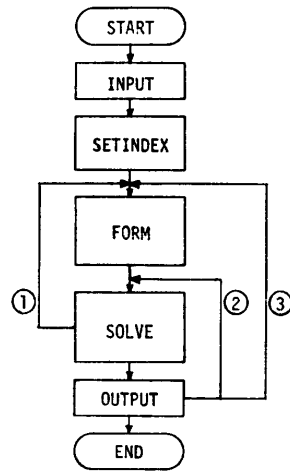 START
INPUT
SETINDEX
FORM
① ② ③
SOLVE
OUTPUT
END